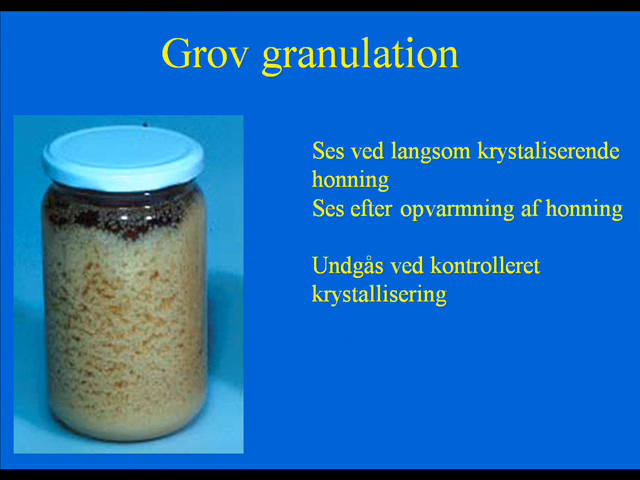 Grov granulation
Ses ved langsom krystaliserende
honning
Ses efter opvarmning af honning
Undgås ved kontrolleret
krystallisering